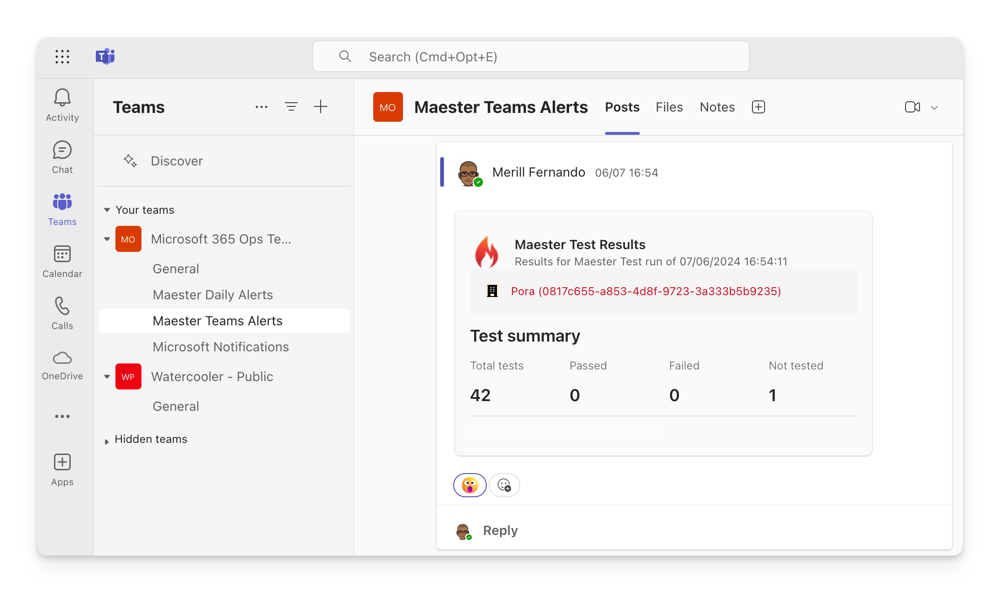 T
Search (Cmd+Opt+E)
Activity
Chat
Teams
Calendar
Calls
OneDrive
Apps
Teams
Discover
Your teams
MO Microsoft 365 Ops Te...
General
Maester Daily Alerts
Maester Teams Alerts
Microsoft Notifications
WP Watercooler - Public
General
Hidden teams
MO Maester Teams Alerts Posts Files Notes
Merill Fernando 06/07 16:54
Maester Test Results
Results for Maester Test run of 07/06/2024 16:54:11
Pora (0817c655-a853-4d8f-9723-3a333b5b9235)
Test summary
Total tests Passed Failed Not tested
42 0 0 1
Maester 0.1.0 → Latest version: 0.2.0
Reply